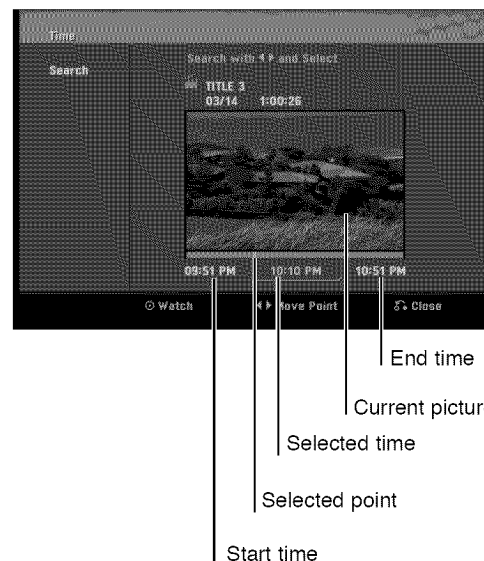 Time
Search
Search with ◀ ▶ and Select
TITLE 3
03/14 1:00:26
09:51 PM 10:10 PM 10:51 PM
⊙ Watch ◀▶ Move Point Close
End time
Current pictur
Selected time
Selected point
Start time